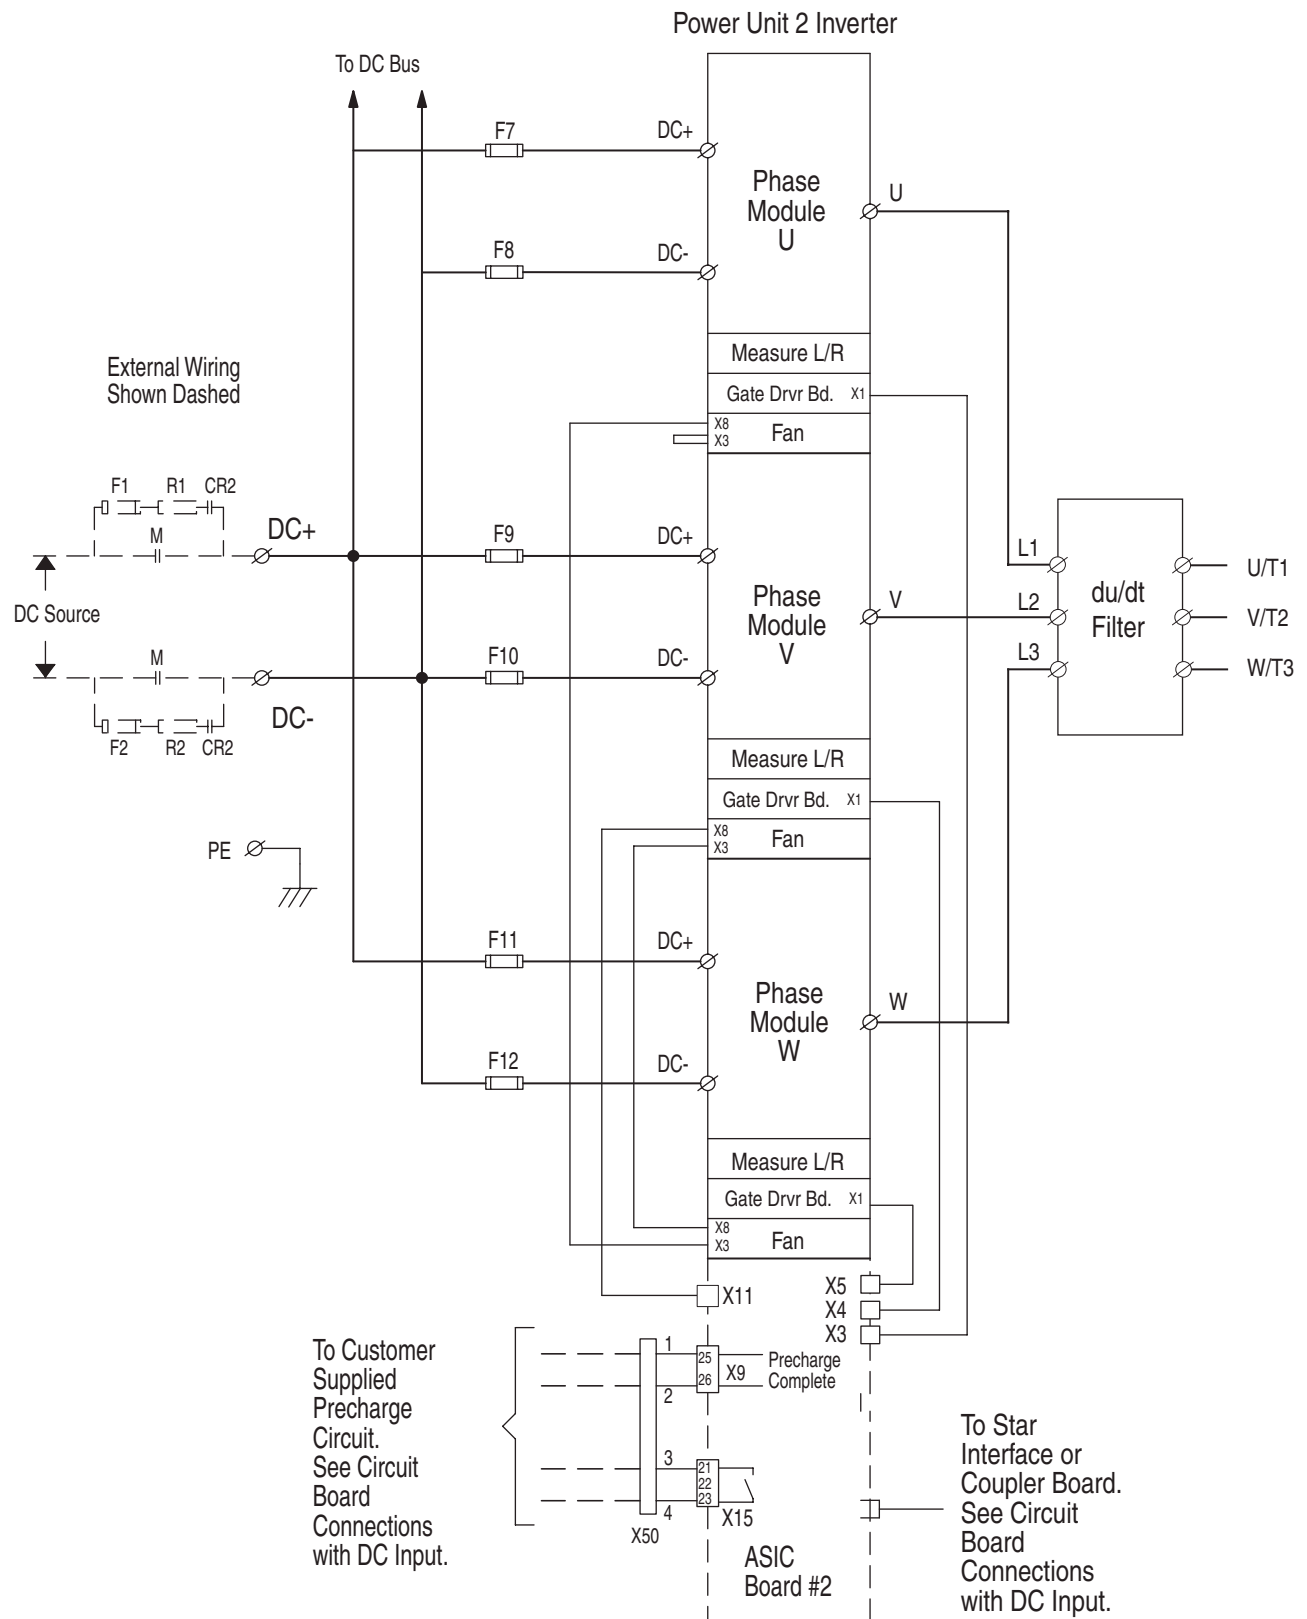 Power Unit 2 Inverter
To DC Bus
F7
DC+
Phase
Module
U
U
F8
DC-
External Wiring
Shown Dashed
Measure L/R
Gate Drvr Bd. X1
X8
X3
Fan
F1
R1
CR2
M
DC+
F9
DC+
DC Source
Phase
Module
V
V
L1
L2
L3
du/dt
Filter
U/T1
V/T2
W/T3
M
DC-
F10
DC-
F2
R2
CR2
Measure L/R
Gate Drvr Bd. X1
X8
X3
Fan
PE
F11
DC+
Phase
Module
W
W
F12
DC-
Measure L/R
Gate Drvr Bd. X1
X8
X3
Fan
X11
X5
X4
X3
To Customer
Supplied
Precharge
Circuit.
See Circuit
Board
Connections
with DC Input.
1
2
3
4
X50
25
26
X9
Precharge
Complete
21
22
23
X15
ASIC
Board #2
To Star
Interface or
Coupler Board.
See Circuit
Board
Connections
with DC Input.